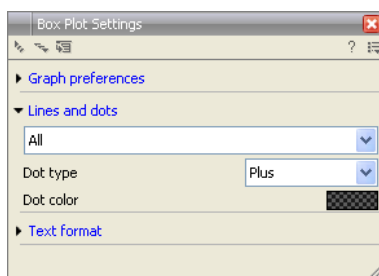 Box Plot Settings
?
Graph preferences
Lines and dots
All
Dot type Plus
Dot color
Text format